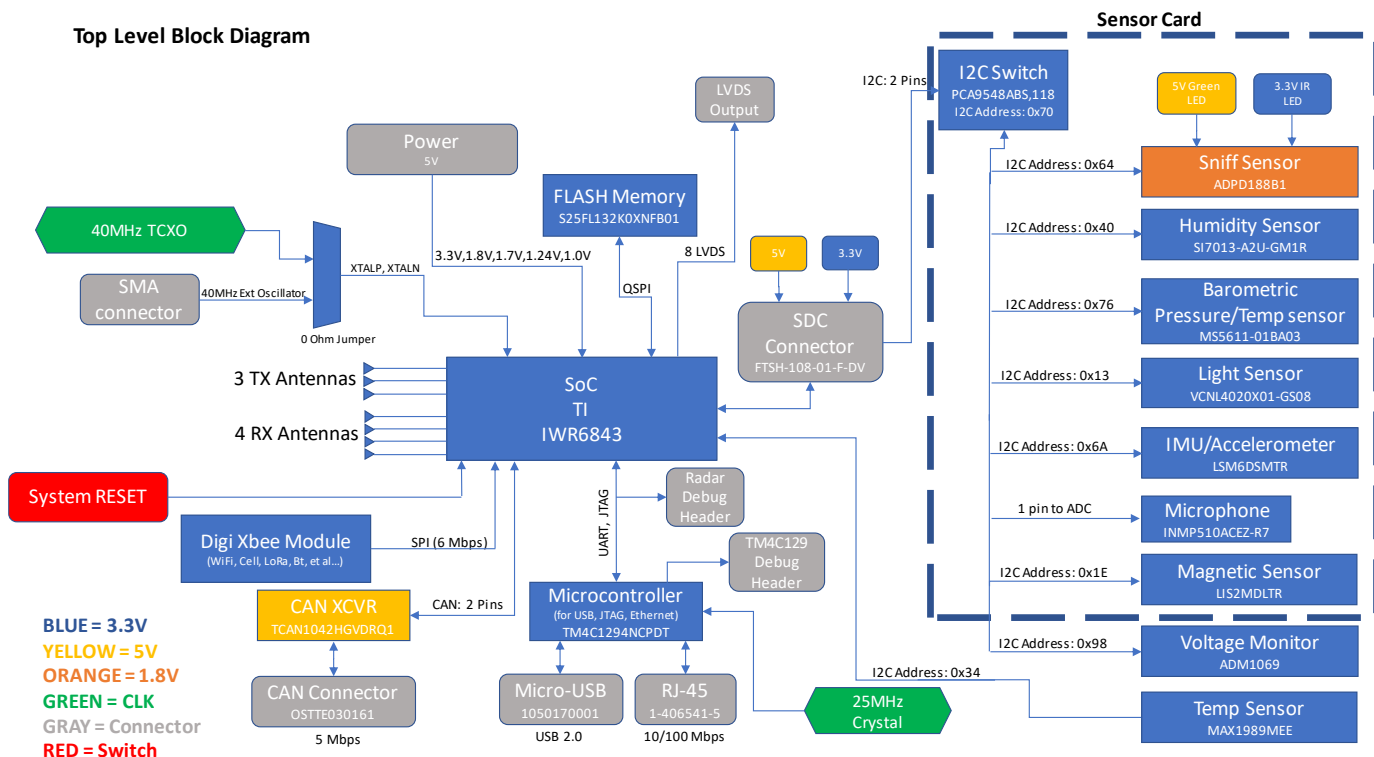 Top Level Block Diagram
Sensor Card
I2C: 2 Pins
I2C Switch
PCA9548ABS,118
I2C Address: 0x70
5V Green
LED
3.3V IR
LED
LVDS
Output
Power
5V
FLASH Memory
S25FL132K0XNFB01
I2C Address: 0x64
Sniff Sensor
ADPD188B1
40MHz TCXO
I2C Address: 0x40
Humidity Sensor
SI7013-A2U-GM1R
3.3V,1.8V,1.7V,1.24V,1.0V
8 LVDS
5V
3.3V
XTALP, XTALN
QSPI
SMA
connector
40MHz Ext Oscillator
0 Ohm Jumper
I2C Address: 0x76
Barometric
Pressure/Temp sensor
MS5611-01BA03
SDC
Connector
FTSH-108-01-F-DV
3 TX Antennas
4 RX Antennas
SoC
TI
IWR6843
I2C Address: 0x13
Light Sensor
VCNL4020X01-GS08
I2C Address: 0x6A
IMU/Accelerometer
LSM6DSMTR
System RESET
Radar
Debug
Header
1 pin to ADC
Microphone
INMP510ACEZ-R7
Digi Xbee Module
(WiFi, Cell, LoRa, Bt, et al...)
SPI (6 Mbps)
UART, JTAG
TM4C129
Debug
Header
I2C Address: 0x1E
Magnetic Sensor
LIS2MDLTR
CAN XCVR
TCAN1042HGVDRQ1
CAN: 2 Pins
Microcontroller
(for USB, JTAG, Ethernet)
TM4C1294NCPDT
I2C Address: 0x98
Voltage Monitor
ADM1069
I2C Address: 0x34
CAN Connector
OSTTE030161
5 Mbps
Micro-USB
1050170001
USB 2.0
RJ-45
1-406541-5
10/100 Mbps
25MHz
Crystal
Temp Sensor
MAX1989MEE
BLUE = 3.3V
YELLOW = 5V
ORANGE = 1.8V
GREEN = CLK
GRAY = Connector
RED = Switch